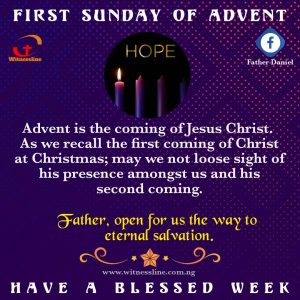 FIRST SUNDAY OF ADVENT
HOPE
Witnessline
Father Daniel
Advent is the coming of Jesus Christ.
As we recall the first coming of Christ
at Christmas; may we not loose sight of
his presence amongst us and his
second coming.
Father, open for us the way to
eternal salvation.
www.witnessline.com.ng
HAVE A BLESSED WEEK